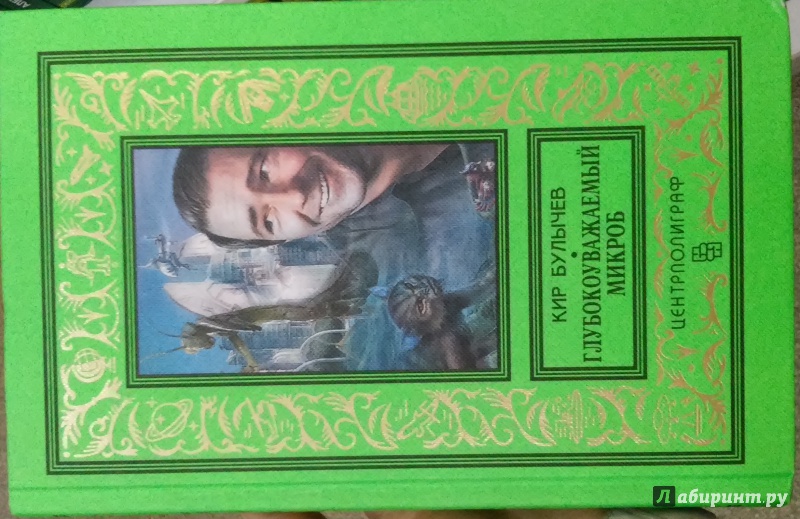 КИР БУЛЫЧЕВ
ГЛУБОКОУВАЖАЕМЫЙ
МИКРОБ
ЦЕНТРПОЛИГРАФ
Лабиринт.ру